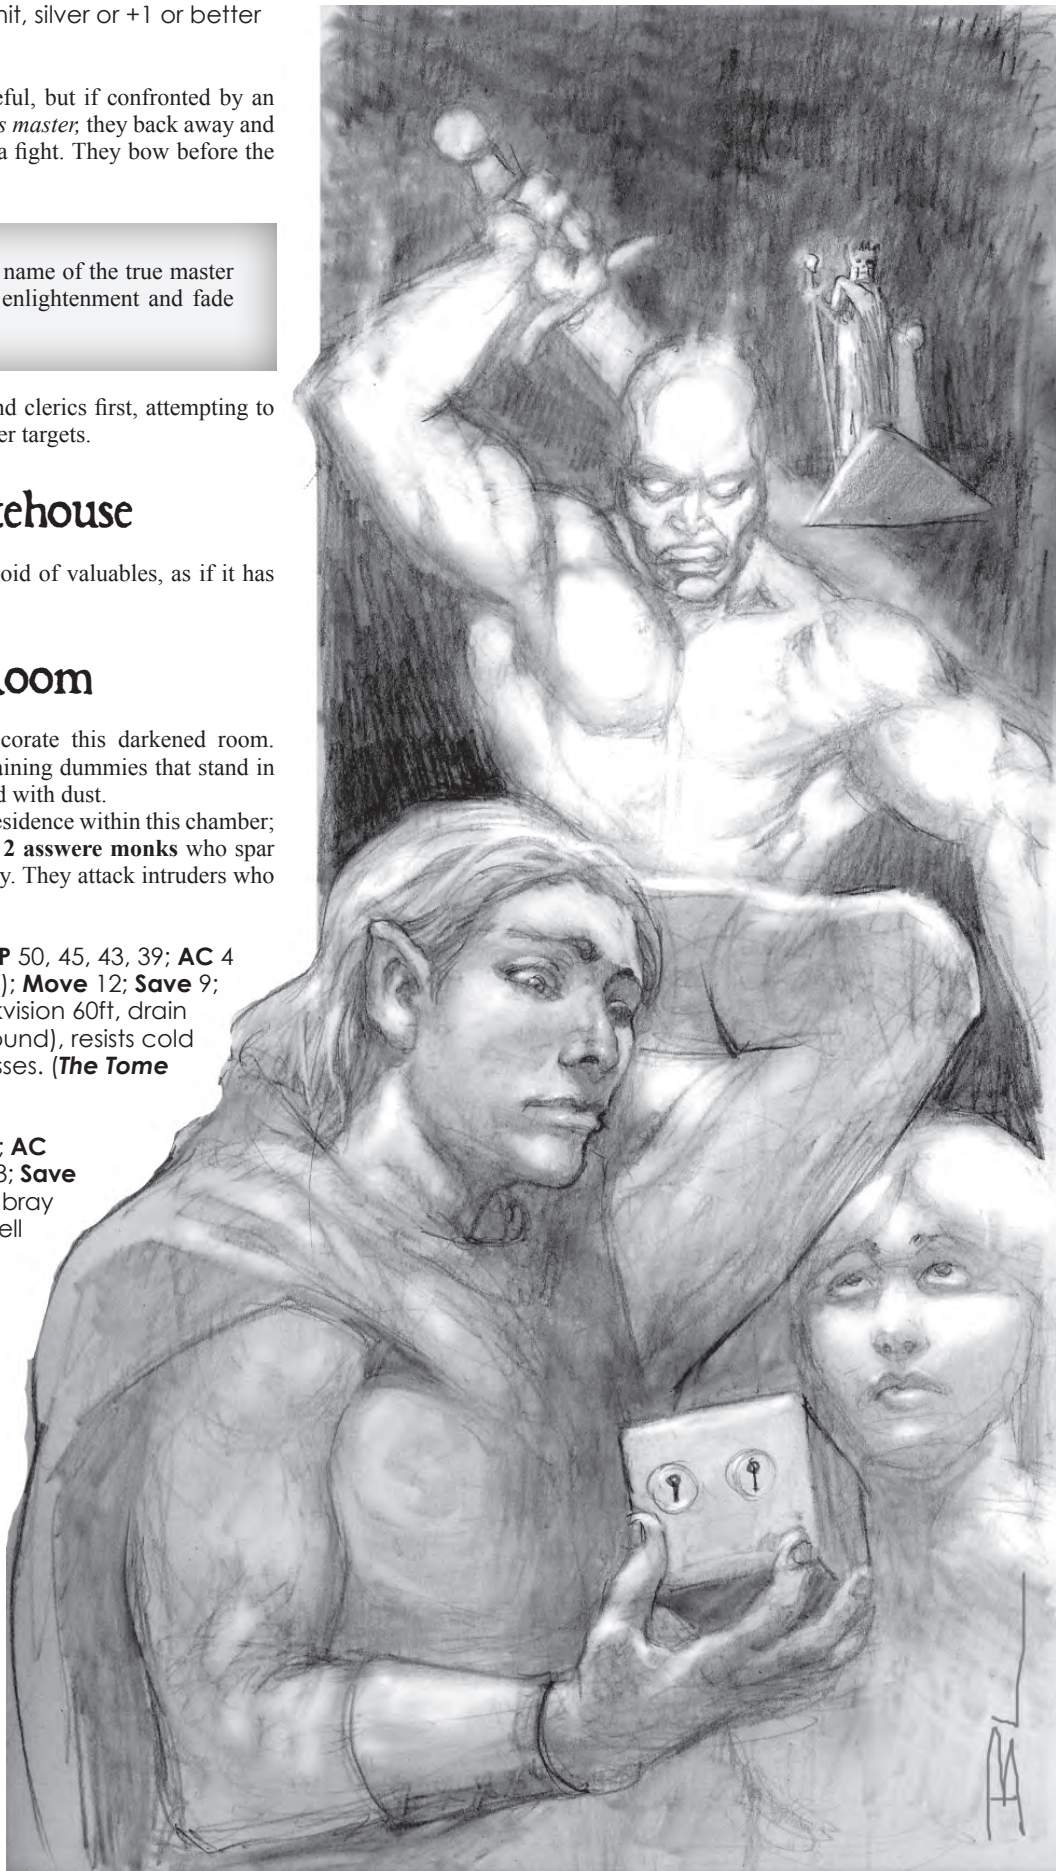 hit, silver or +1 or better
eful, but if confronted by an
s master, they back away and
a fight. They bow before the
name of the true master
enlightenment and fade
nd clerics first, attempting to
er targets.
tehouse
oid of valuables, as if it has
Room
corate this darkened room.
aining dummies that stand in
d with dust.
esidence within this chamber;
2 asswere monks who spar
y. They attack intruders who
P 50, 45, 43, 39; AC 4
); Move 12; Save 9;
kvision 60ft, drain
ound), resists cold
sses. (The Tome
; AC
3; Save
bray
ell
BL